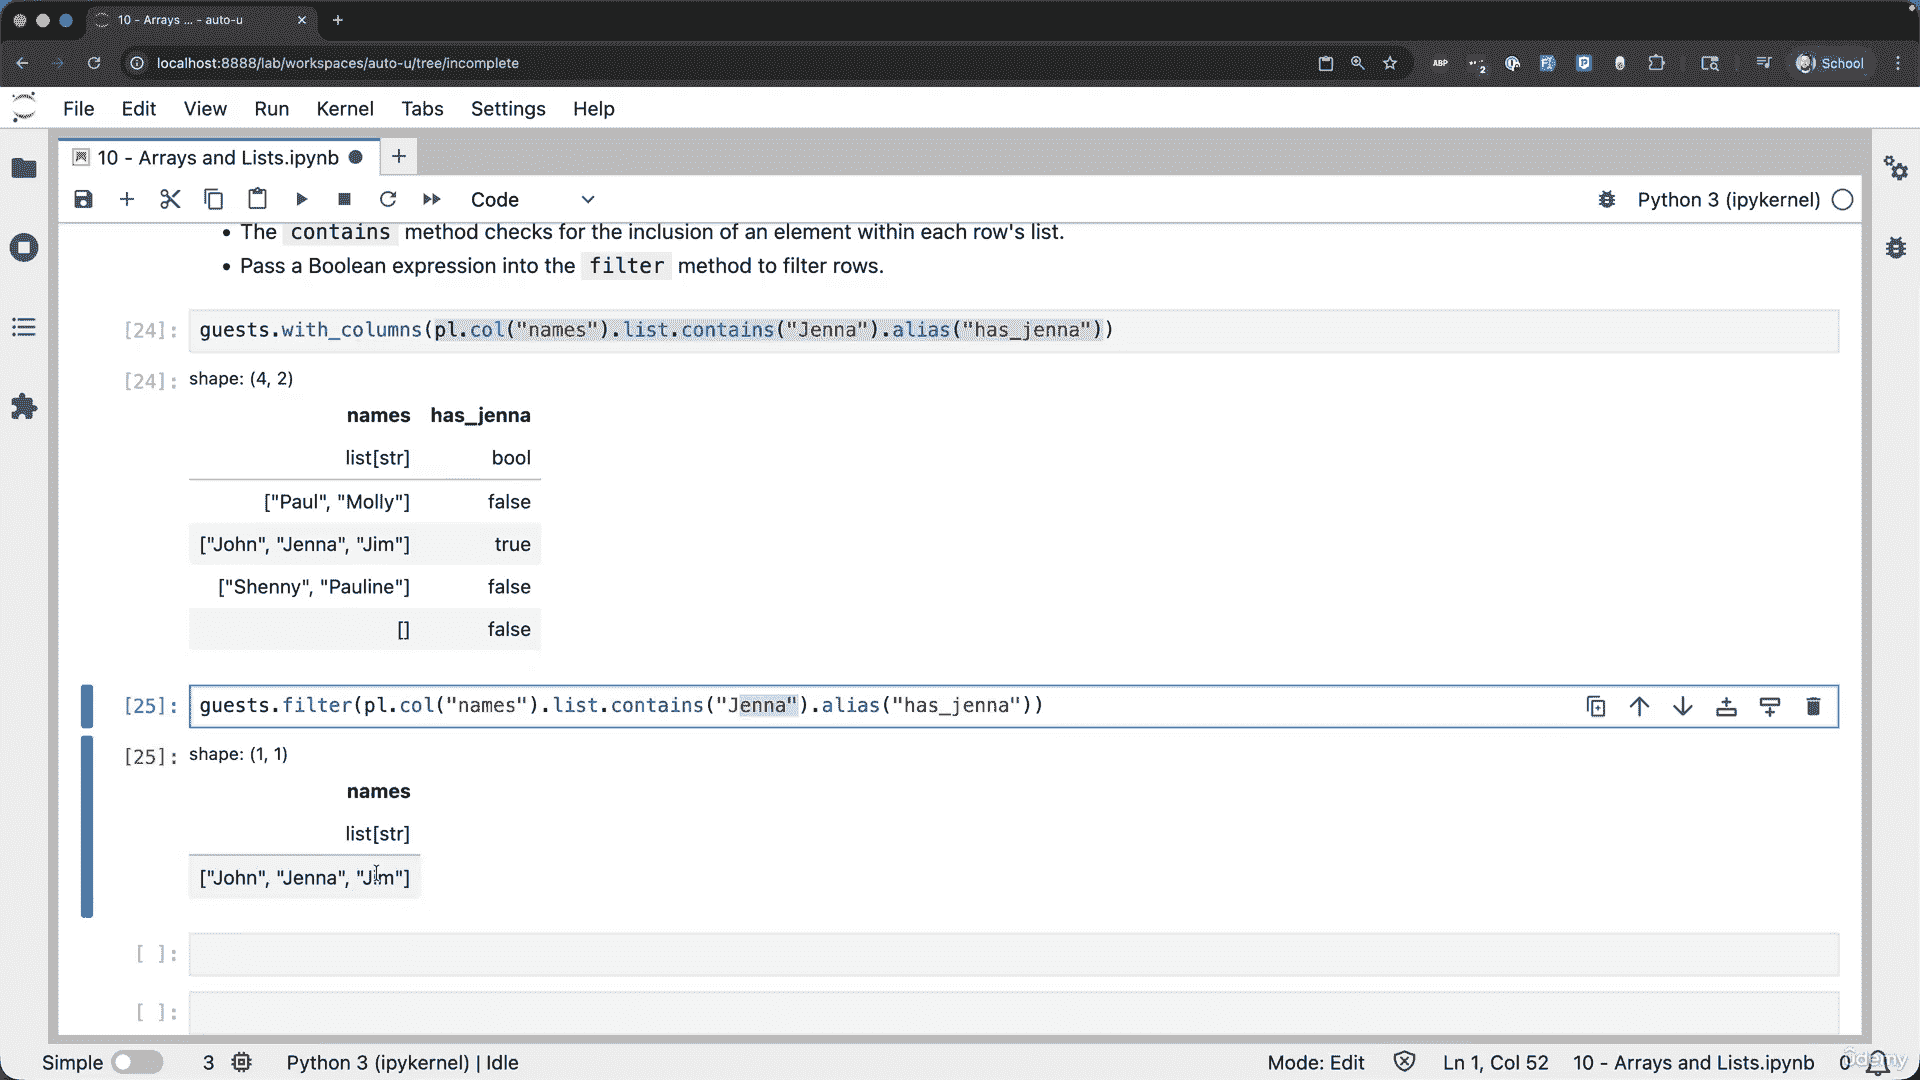 10 - Arrays ... - auto-u
localhost:8888/lab/workspaces/auto-u/tree/incomplete
ABP
2
School
File Edit View Run Kernel Tabs Settings Help
10 - Arrays and Lists.ipynb
Code
Python 3 (ipykernel)
• The contains method checks for the inclusion of an element within each row's list.
• Pass a Boolean expression into the filter method to filter rows.
[24]: guests.with_columns(pl.col("names").list.contains("Jenna").alias("has_jenna"))
[24]: shape: (4, 2)
names has_jenna
list[str] bool
["Paul", "Molly"] false
["John", "Jenna", "Jim"] true
["Shenny", "Pauline"] false
[] false
[25]: guests.filter(pl.col("names").list.contains("Jenna").alias("has_jenna"))
[25]: shape: (1, 1)
names
list[str]
["John", "Jenna", "Jim"]
[ ]:
[ ]:
Simple 3 Python 3 (ipykernel) | Idle Mode: Edit Ln 1, Col 52 10 - Arrays and Lists.ipynb 0
udemy